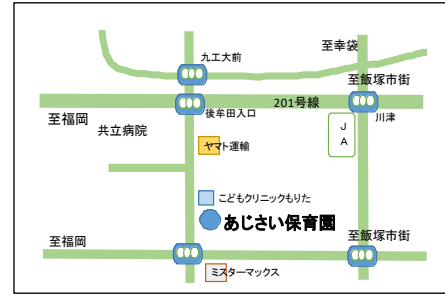 至幸袋
九工大前
至飯塚市街
201号線
後牟田入口
川津
至福岡
共立病院
JA
ヤマト運輸
こどもクリニックもりた
あじさい保育園
至福岡
至飯塚市街
ミスターマックス